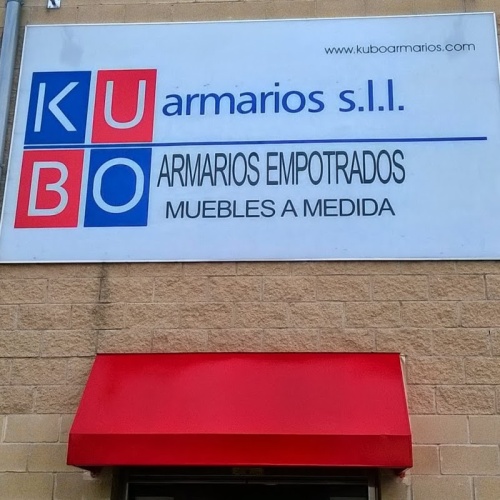 www.kuboarmarios.com
KU armarios s.l.l.
BO ARMARIOS EMPOTRADOS
MUEBLES A MEDIDA